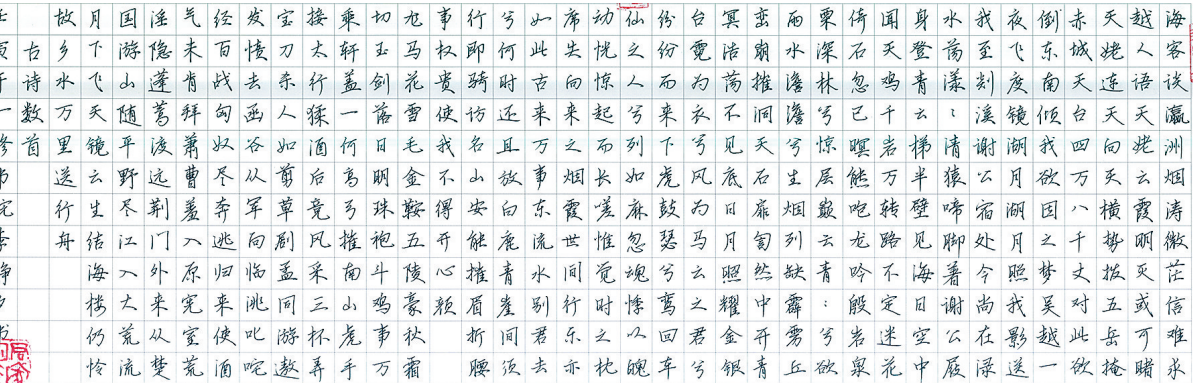 海客谈瀛洲烟涛微茫信难求
越人语天姥云霞明灭或可睹
天姥连天向天横势拔五岳掩
赤城天台四万八千丈对此欲
倒东南倾我欲因之梦吴越一
夜飞度镜湖月湖月照我影送
我至剡溪谢公宿处今尚在渌
水荡漾〻清猿啼脚著谢公屐
身登青云梯半壁见海日空中
闻天鸡千岩万转路不定迷花
倚石忽已暝熊咆龙吟殷岩泉
栗深林兮惊层巅云青〻兮欲
雨水澹澹兮生烟列缺霹雳丘
峦崩摧洞天石扉訇然中开青
冥浩荡不见底日月照耀金银
台霓为衣兮风为马云之君兮
纷纷而来下虎鼓瑟兮鸾回车
仙之人兮列如麻忽魂悸以魄
动恍惊起而长嗟惟觉时之枕
席失向来之烟霞世间行乐亦
如此古来万事东流水别君去
兮何时还且放白鹿青崖间须
行即骑访名山安能摧眉折腰
事权贵使我不得开心颜
龙马花雪毛金鞍五陵豪秋霜
切玉剑落日明珠袍斗鸡事万
乘轩盖一何高弓摧南山虎手
接太行猱酒后竞风采三杯弄
宝刀杀人如剪草剧孟同游遨
发愤去函谷从军向临洮叱咤
经百战匈奴尽奔逃归来使酒
气未肯拜萧曹羞入原宪室荒
淫隐蓬蒿渡远荆门外来从楚
国游山随平野尽江入大荒流
月下飞天镜云生结海楼仍怜
故乡水万里送行舟
古诗数首